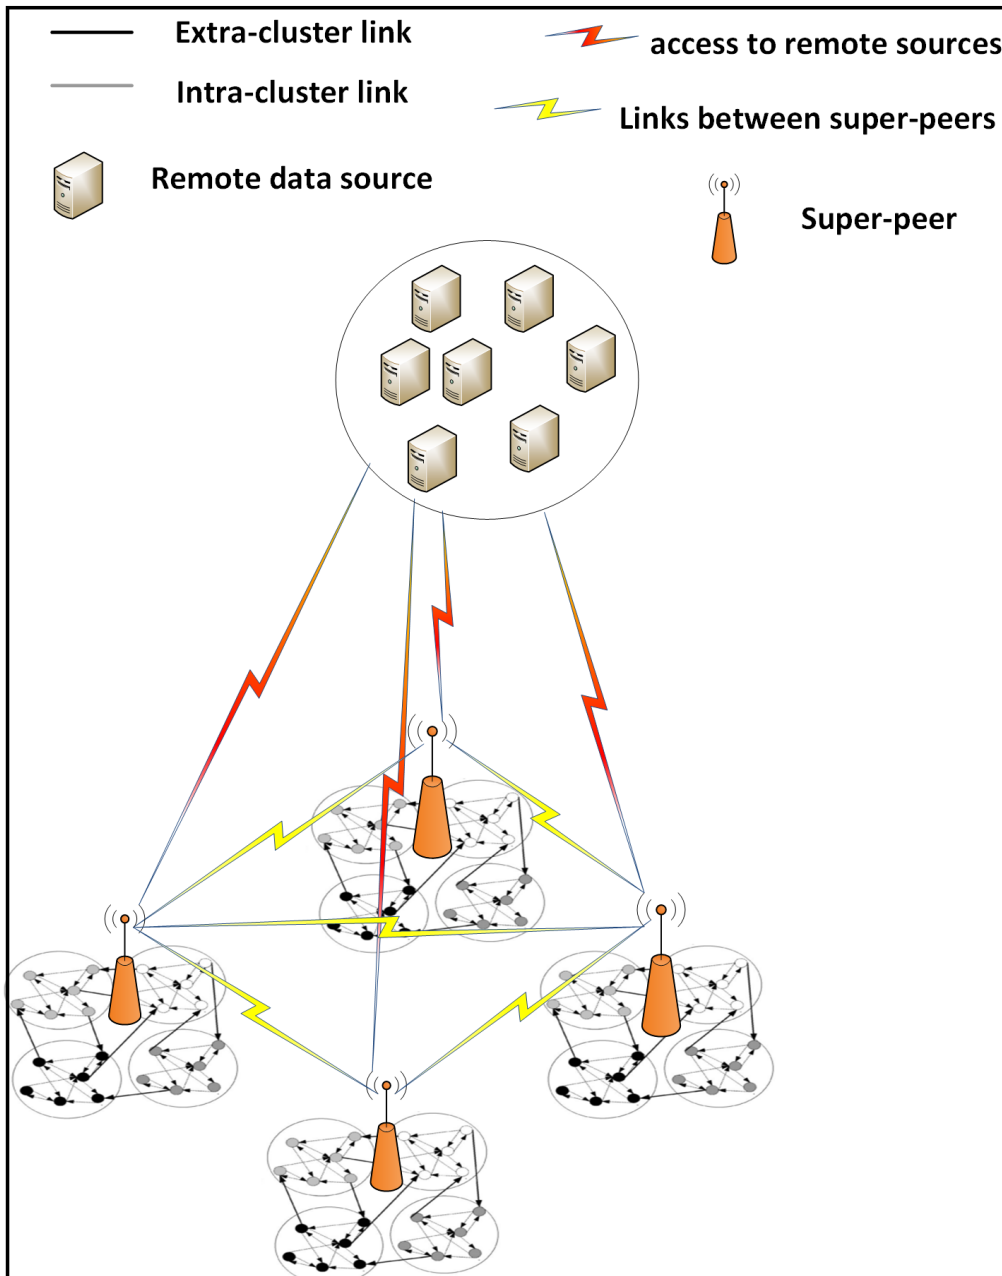 Extra-cluster link
access to remote sources
Intra-cluster link
Links between super-peers
Remote data source
Super-peer